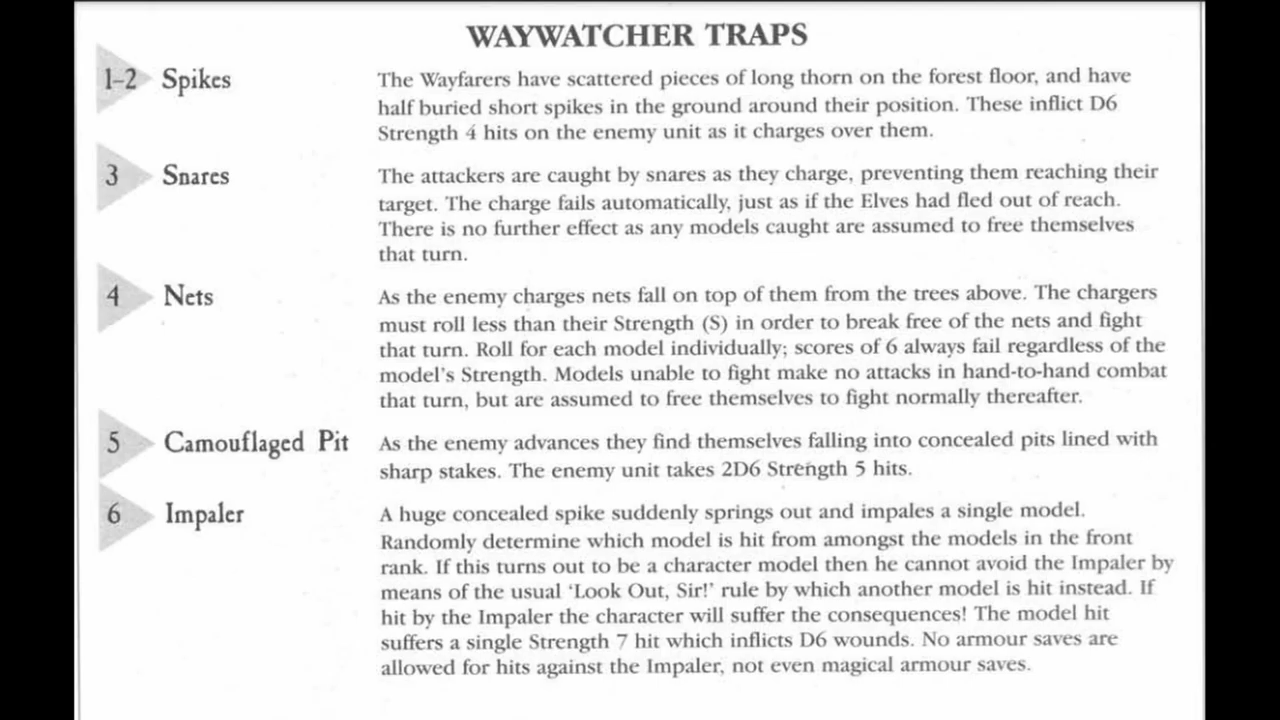 WAYWATCHER TRAPS
1–2 Spikes The Wayfarers have scattered pieces of long thorn on the forest floor, and have
half buried short spikes in the ground around their position. These inflict D6
Strength 4 hits on the enemy unit as it charges over them.
3 Snares The attackers are caught by snares as they charge, preventing them reaching their
target. The charge fails automatically, just as if the Elves had fled out of reach.
There is no further effect as any models caught are assumed to free themselves
that turn.
4 Nets As the enemy charges nets fall on top of them from the trees above. The chargers
must roll less than their Strength (S) in order to break free of the nets and fight
that turn. Roll for each model individually; scores of 6 always fail regardless of the
model's Strength. Models unable to fight make no attacks in hand-to-hand combat
that turn, but are assumed to free themselves to fight normally thereafter.
5 Camouflaged Pit As the enemy advances they find themselves falling into concealed pits lined with
sharp stakes. The enemy unit takes 2D6 Strength 5 hits.
6 Impaler A huge concealed spike suddenly springs out and impales a single model.
Randomly determine which model is hit from amongst the models in the front
rank. If this turns out to be a character model then he cannot avoid the Impaler by
means of the usual 'Look Out, Sir!' rule by which another model is hit instead. If
hit by the Impaler the character will suffer the consequences! The model hit
suffers a single Strength 7 hit which inflicts D6 wounds. No armour saves are
allowed for hits against the Impaler, not even magical armour saves.